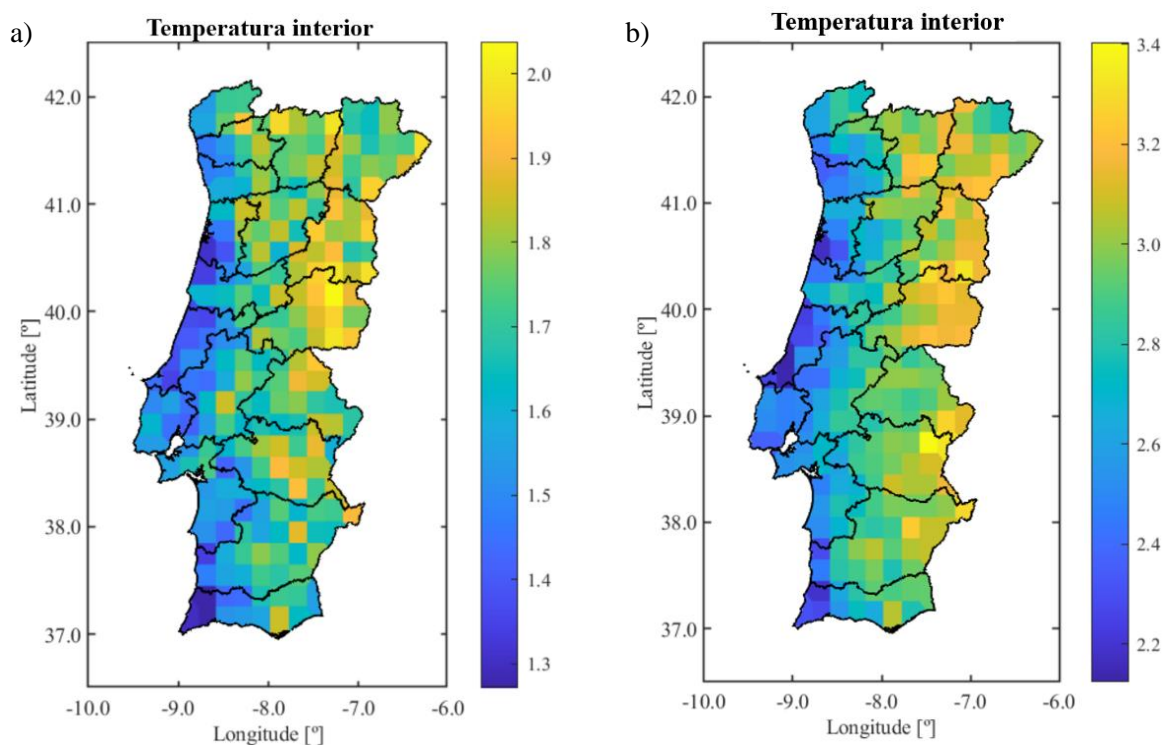 a)
Temperatura interior
42.0
41.0
40.0
39.0
38.0
37.0
Latitude [º]
-10.0 -9.0 -8.0 -7.0 -6.0
Longitude [º]
2.0
1.9
1.8
1.7
1.6
1.5
1.4
1.3
b)
Temperatura interior
42.0
41.0
40.0
39.0
38.0
37.0
Latitude [º]
-10.0 -9.0 -8.0 -7.0 -6.0
Longitude [º]
3.4
3.2
3.0
2.8
2.6
2.4
2.2